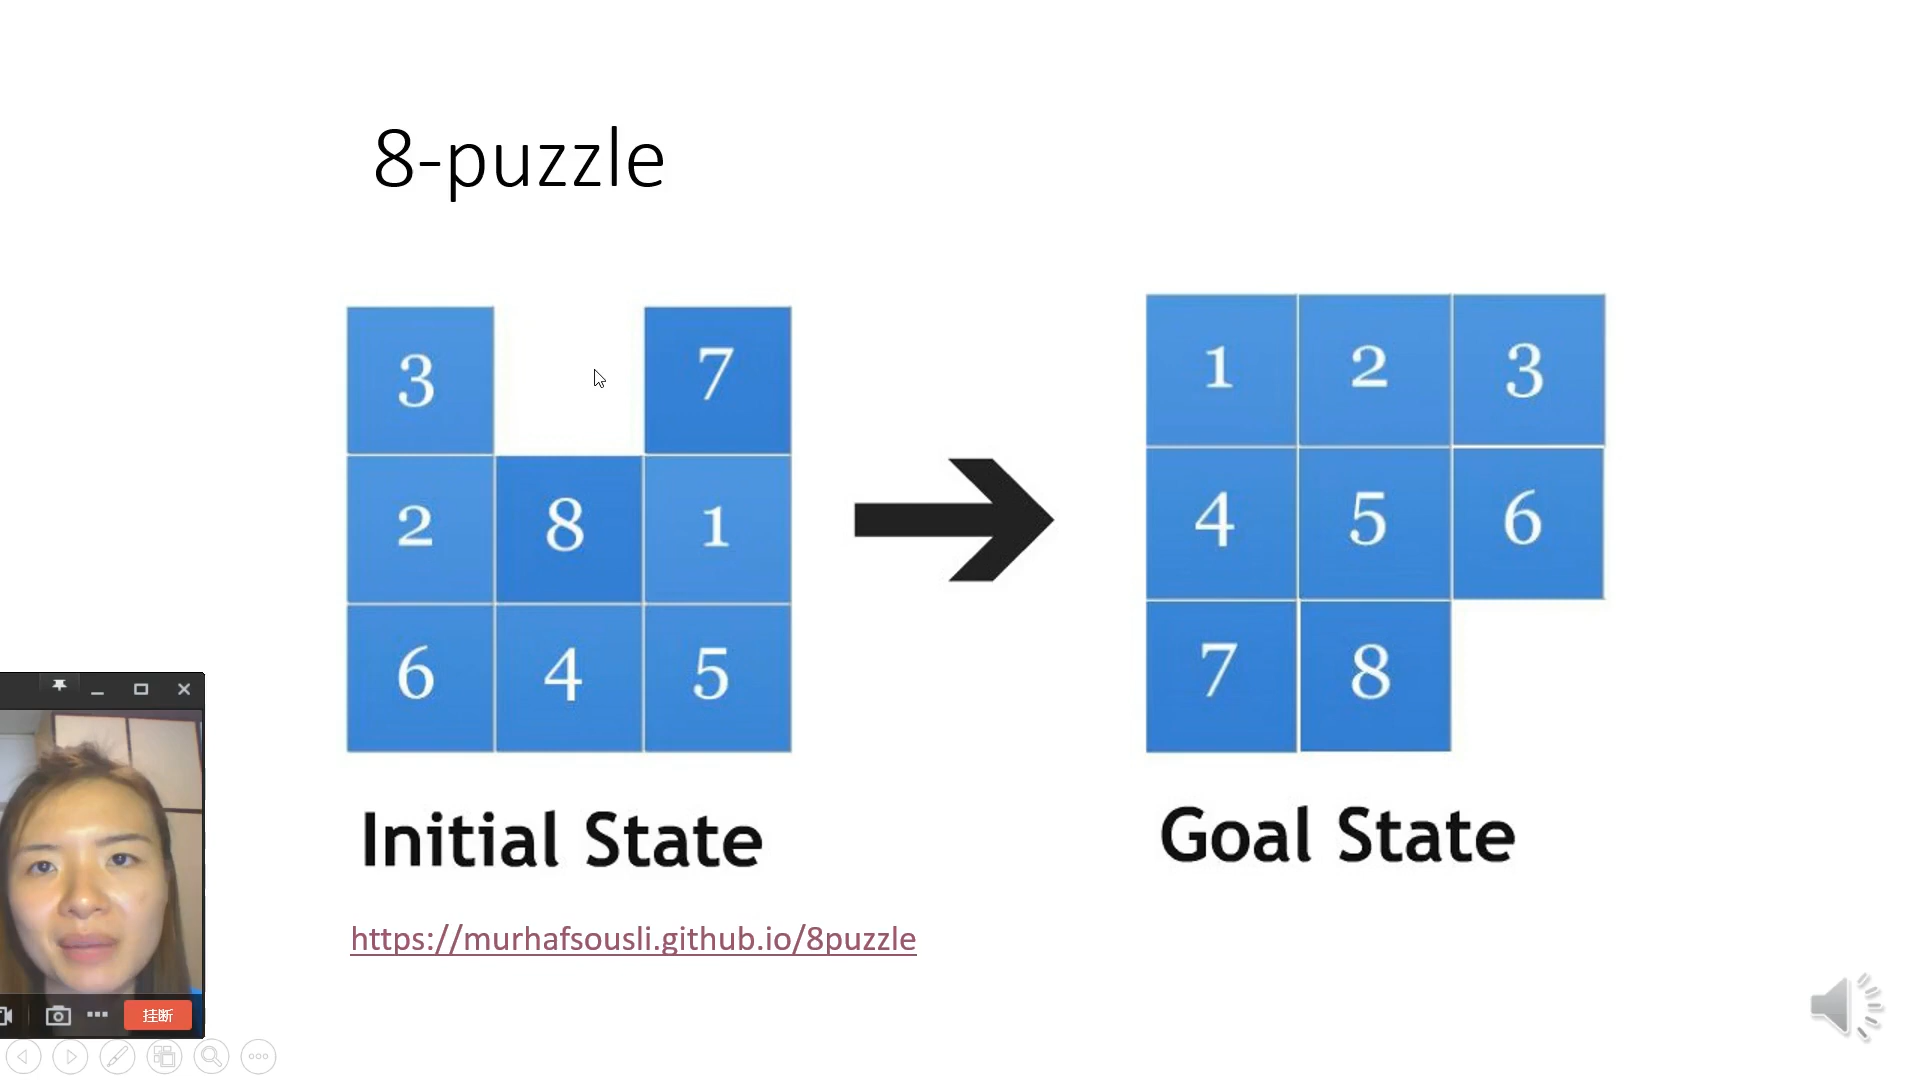 8-puzzle
3 7
2 8 1
6 4 5
1 2 3
4 5 6
7 8
Initial State
Goal State
https://murhafsousli.github.io/8puzzle
挂断